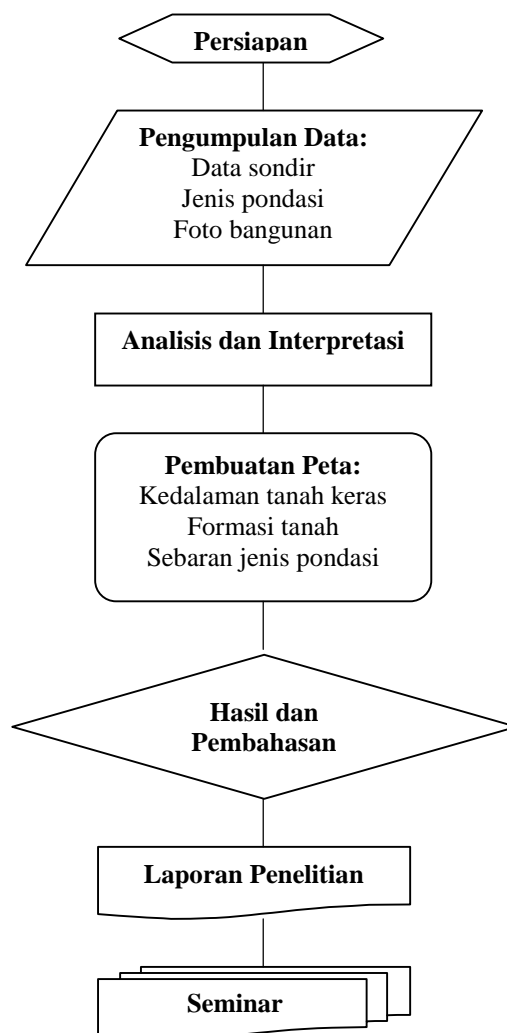 Persiapan
Pengumpulan Data:
Data sondir
Jenis pondasi
Foto bangunan
Analisis dan Interpretasi
Pembuatan Peta:
Kedalaman tanah keras
Formasi tanah
Sebaran jenis pondasi
Hasil dan
Pembahasan
Laporan Penelitian
Seminar